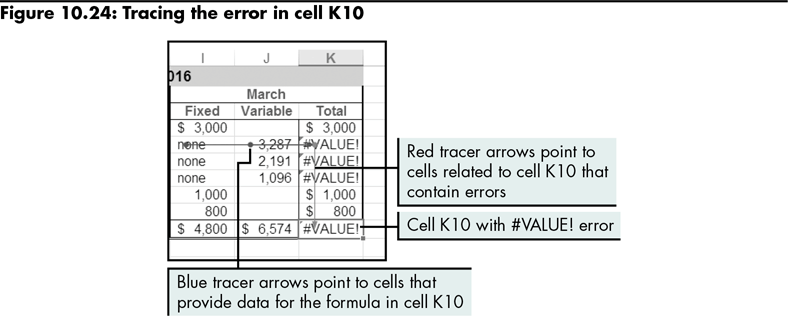 Figure 10.24: Tracing the error in cell K10
I J K
016
March
Fixed Variable Total
$ 3,000 $ 3,000
none 3,287 #VALUE!
none 2,191 #VALUE!
none 1,096 #VALUE!
1,000 $ 1,000
800 $ 800
$ 4,800 $ 6,574 #VALUE!
Red tracer arrows point to
cells related to cell K10 that
contain errors
Cell K10 with #VALUE! error
Blue tracer arrows point to cells that
provide data for the formula in cell K10